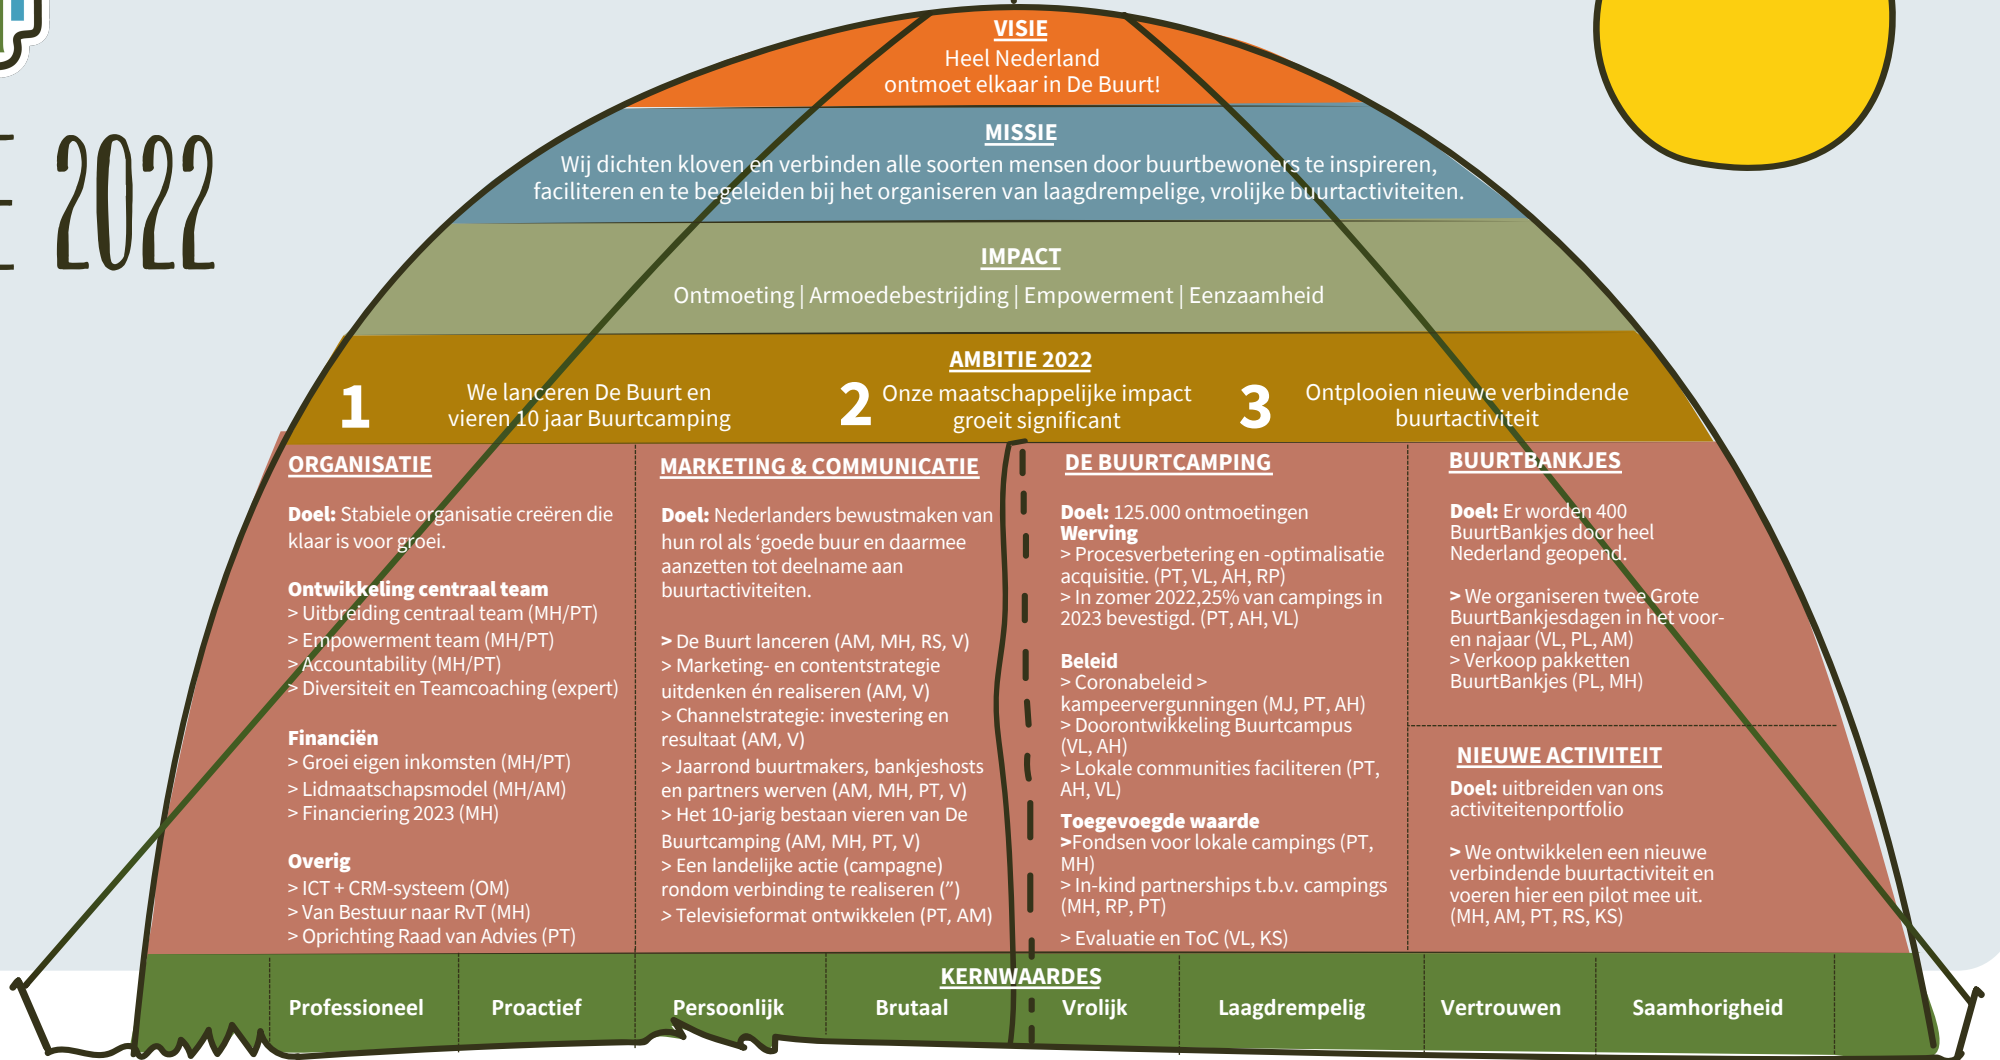 2022
VISIE
Heel Nederland
ontmoet elkaar in De Buurt!
MISSIE
Wij dichten kloven en verbinden alle soorten mensen door buurtbewoners te inspireren,
faciliteren en te begeleiden bij het organiseren van laagdrempelige, vrolijke buurtactiviteiten.
IMPACT
Ontmoeting | Armoedebestrijding | Empowerment | Eenzaamheid
AMBITIE 2022
1
We lanceren De Buurt en
vieren 10 jaar Buurtcamping
2
Onze maatschappelijke impact
groeit significant
3
Ontplooien nieuwe verbindende
buurtactiviteit
ORGANISATIE
Doel: Stabiele organisatie creëren die
klaar is voor groei.
Ontwikkeling centraal team
> Uitbreiding centraal team (MH/PT)
> Empowerment team (MH/PT)
> Accountability (MH/PT)
> Diversiteit en Teamcoaching (expert)
Financiën
> Groei eigen inkomsten (MH/PT)
> Lidmaatschapsmodel (MH/AM)
> Financiering 2023 (MH)
Overig
> ICT + CRM-systeem (OM)
> Van Bestuur naar RvT (MH)
> Oprichting Raad van Advies (PT)
MARKETING & COMMUNICATIE
Doel: Nederlanders bewustmaken van
hun rol als ‘goede buur en daarmee
aanzetten tot deelname aan
buurtactiviteiten.
> De Buurt lanceren (AM, MH, RS, V)
> Marketing- en contentstrategie
uitdenken én realiseren (AM, V)
> Channelstrategie: investering en
resultaat (AM, V)
> Jaarrond buurtmakers, bankjeshosts
en partners werven (AM, MH, PT, V)
> Het 10-jarig bestaan vieren van De
Buurtcamping (AM, MH, PT, V)
> Een landelijke actie (campagne)
rondom verbinding te realiseren (”)
> Televisieformat ontwikkelen (PT, AM)
DE BUURTCAMPING
Doel: 125.000 ontmoetingen
Werving
> Procesverbetering en -optimalisatie
acquisitie. (PT, VL, AH, RP)
> In zomer 2022,25% van campings in
2023 bevestigd. (PT, AH, VL)
Beleid
> Coronabeleid >
kampeervergunningen (MJ, PT, AH)
> Doorontwikkeling Buurtcampus
(VL, AH)
> Lokale communities faciliteren (PT,
AH, VL)
Toegevoegde waarde
>Fondsen voor lokale campings (PT,
MH)
> In-kind partnerships t.b.v. campings
(MH, RP, PT)
> Evaluatie en ToC (VL, KS)
BUURTBANKJES
Doel: Er worden 400
BuurtBankjes door heel
Nederland geopend.
> We organiseren twee Grote
BuurtBankjesdagen in het voor-
en najaar (VL, PL, AM)
> Verkoop pakketten
BuurtBankjes (PL, MH)
NIEUWE ACTIVITEIT
Doel: uitbreiden van ons
activiteitenportfolio
> We ontwikkelen een nieuwe
verbindende buurtactiviteit en
voeren hier een pilot mee uit.
(MH, AM, PT, RS, KS)
KERNWAARDES
Professioneel
Proactief
Persoonlijk
Brutaal
Vrolijk
Laagdrempelig
Vertrouwen
Saamhorigheid